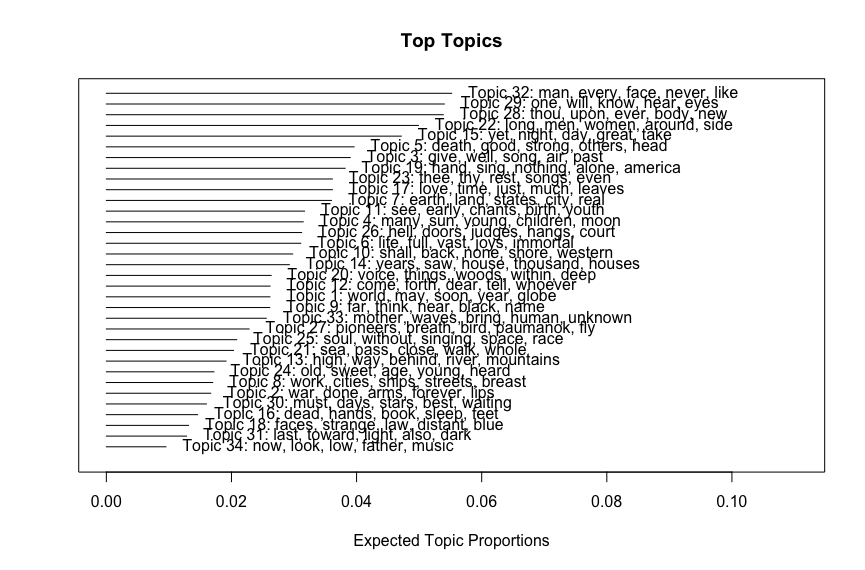 Top Topics
Topic 32: man, every, face, never, like
Topic 29: one, will, know, hear, eyes
Topic 28: thou, upon, ever, body, new
Topic 22: long, men, women, around, side
Topic 15: yet, night, day, great, take
Topic 5: death, good, strong, others, head
Topic 3: give, well, song, air, past
Topic 19: hand, sing, nothing, alone, america
Topic 23: thee, thy, rest, songs, even
Topic 17: love, time, just, much, leaves
Topic 7: earth, land, states, city, real
Topic 11: see, early, chants, birth, youth
Topic 4: many, sun, young, children, moon
Topic 26: hell, doors, judges, hangs, court
Topic 6: life, full, vast, joys, immortal
Topic 10: shall, back, none, shore, western
Topic 14: years, saw, house, thousand, houses
Topic 20: voice, things, woods, within, deep
Topic 12: come, forth, dear, tell, whoever
Topic 1: world, may, soon, year, globe
Topic 9: far, think, near, black, name
Topic 33: mother, waves, bring, human, unknown
Topic 27: pioneers, breath, bird, paumanok, fly
Topic 25: soul, without, singing, space, race
Topic 21: sea, pass, close, walk, whole
Topic 13: high, way, behind, river, mountains
Topic 24: old, sweet, age, young, heard
Topic 8: work, cities, ships, streets, breast
Topic 2: war, done, arms, forever, lips
Topic 30: must, days, stars, best, waiting
Topic 16: dead, hands, book, sleep, feet
Topic 18: faces, strange, law, distant, blue
Topic 31: last, toward, light, also, dark
Topic 34: now, look, low, father, music
0.00 0.02 0.04 0.06 0.08 0.10
Expected Topic Proportions